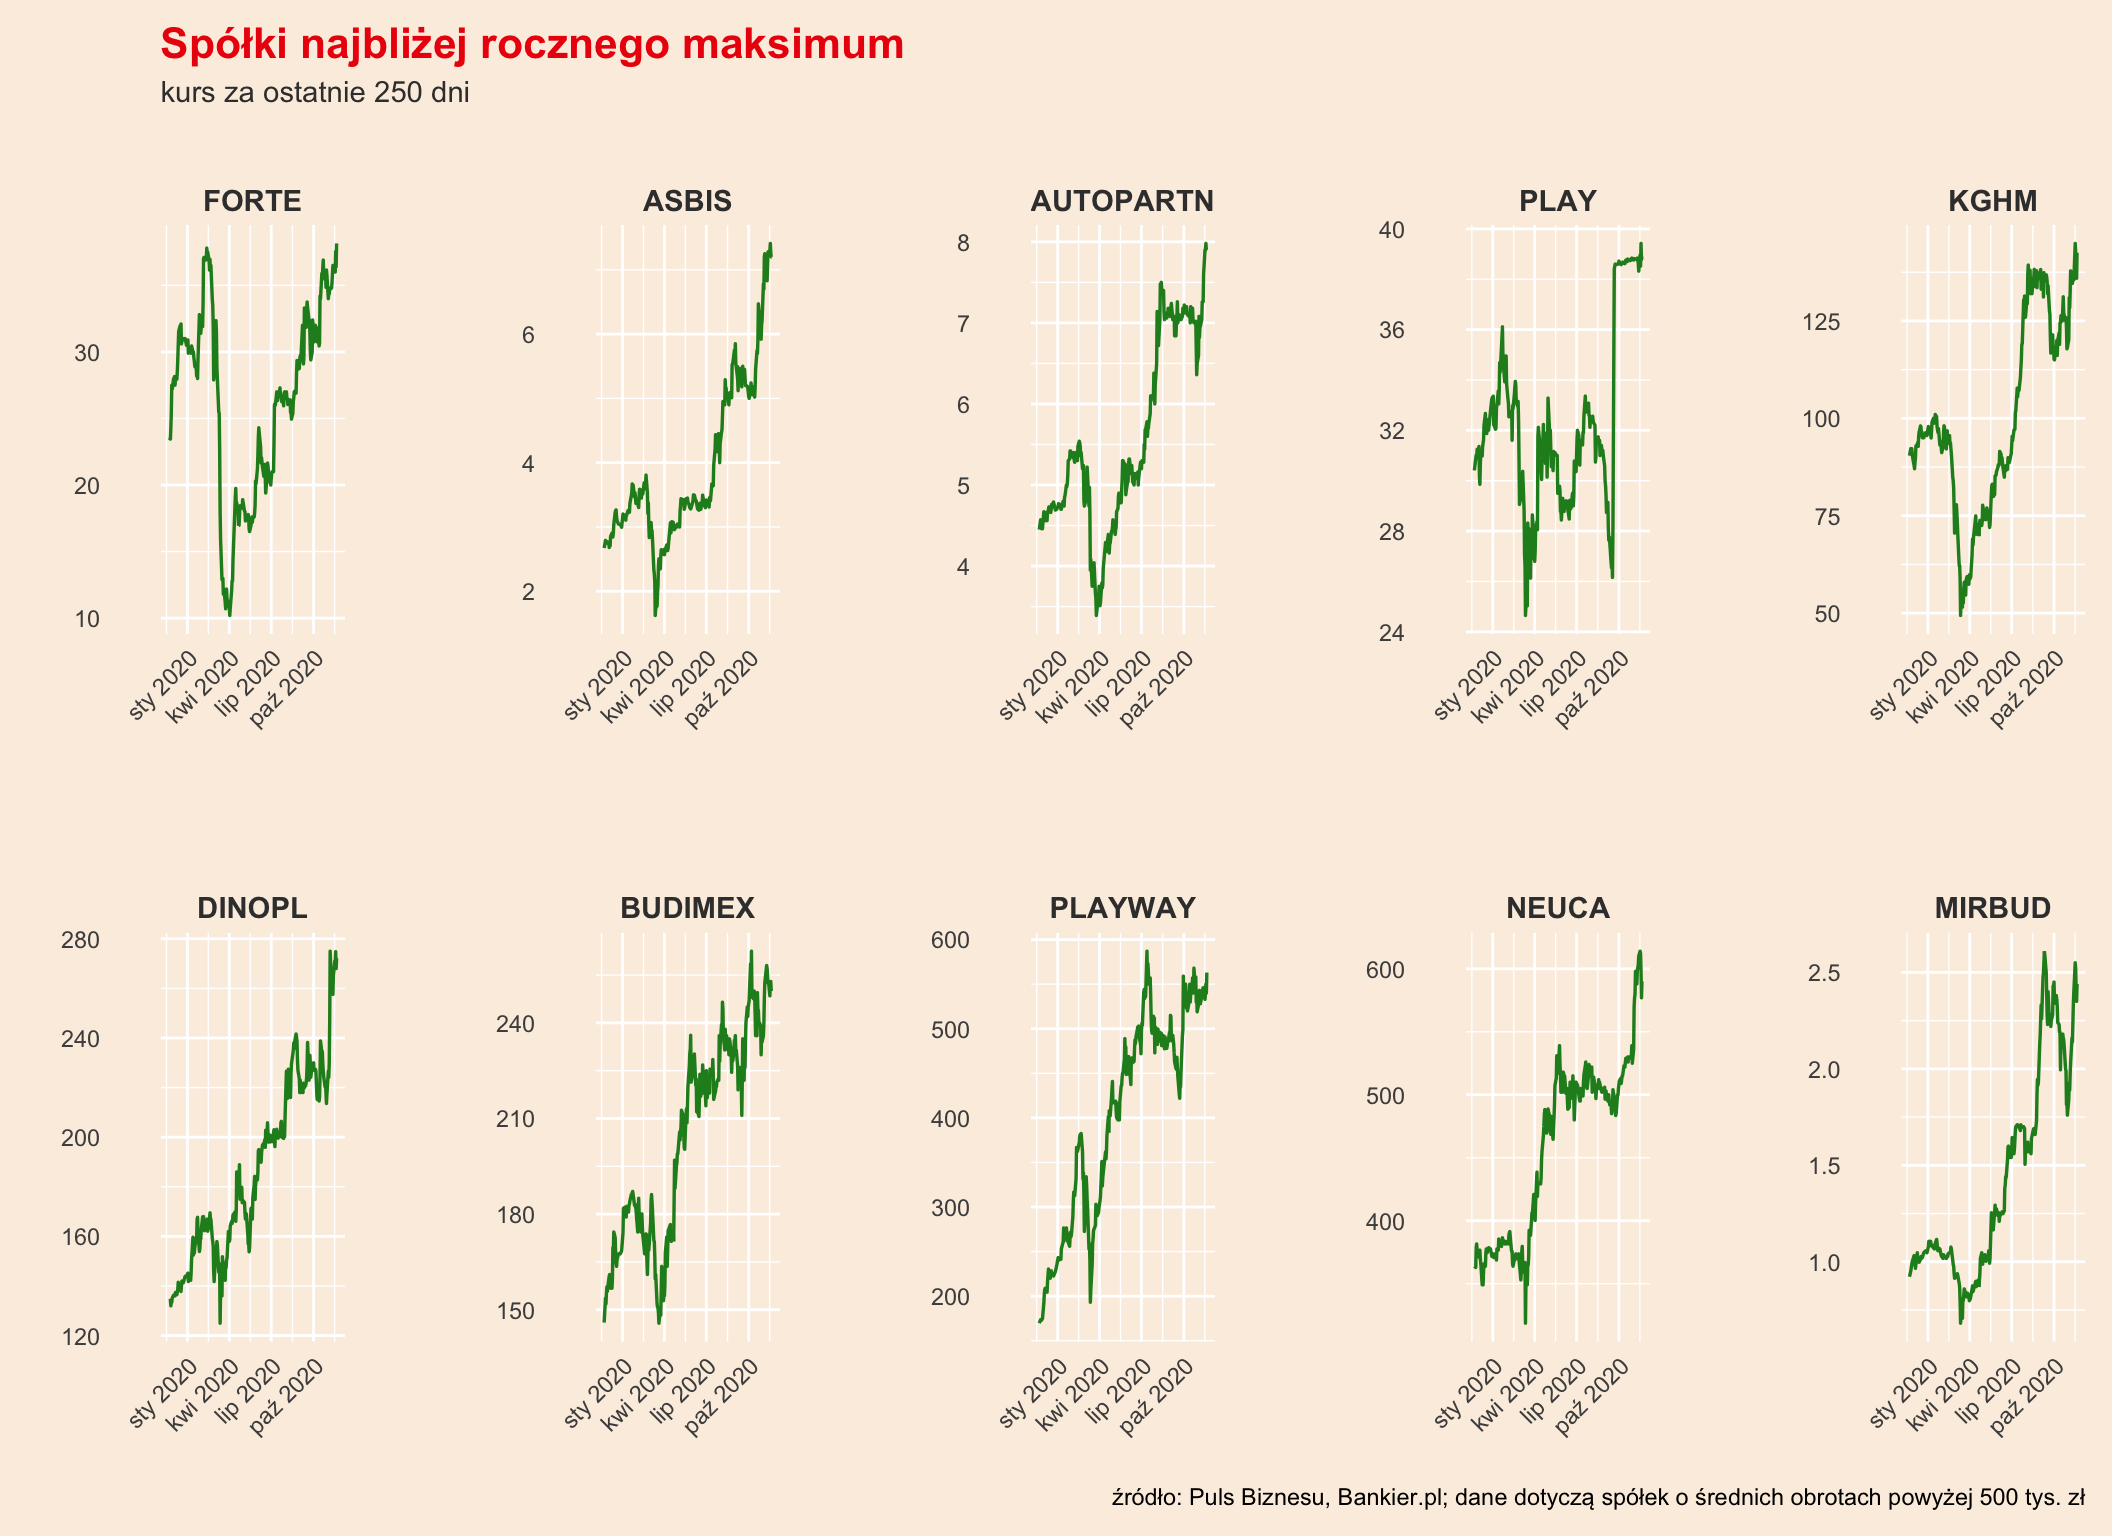 Spółki najbliżej rocznego maksimum
kurs za ostatnie 250 dni
FORTE
ASBIS
AUTOPARTN
PLAY
KGHM
30
20
10
6
4
2
8
7
6
5
4
40
36
32
28
24
125
100
75
50
sty 2020
kwi 2020
lip 2020
paź 2020
sty 2020
kwi 2020
lip 2020
paź 2020
sty 2020
kwi 2020
lip 2020
paź 2020
sty 2020
kwi 2020
lip 2020
paź 2020
sty 2020
kwi 2020
lip 2020
paź 2020
DINOPL
BUDIMEX
PLAYWAY
NEUCA
MIRBUD
280
240
200
160
120
240
210
180
150
600
500
400
300
200
600
500
400
2.5
2.0
1.5
1.0
sty 2020
kwi 2020
lip 2020
paź 2020
sty 2020
kwi 2020
lip 2020
paź 2020
sty 2020
kwi 2020
lip 2020
paź 2020
sty 2020
kwi 2020
lip 2020
paź 2020
sty 2020
kwi 2020
lip 2020
paź 2020
źródło: Puls Biznesu, Bankier.pl; dane dotyczą spółek o średnich obrotach powyżej 500 tys. zł